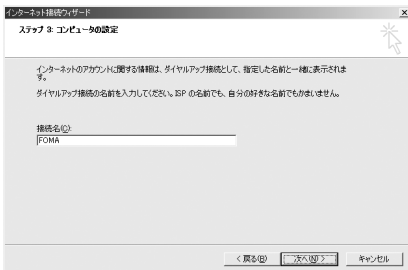 インターネット接続ウィザード
ステップ 3: コンピュータの設定
インターネットのアカウントに関する情報は、ダイヤルアップ接続として、指定した名前と一緒に表示されま
す。
ダイヤルアップ接続の名前を入力してください。ISP の名前でも、自分の好きな名前でもかまいません。
接続名(C):
FOMA
< 戻る(B)
次へ(N) >
キャンセル